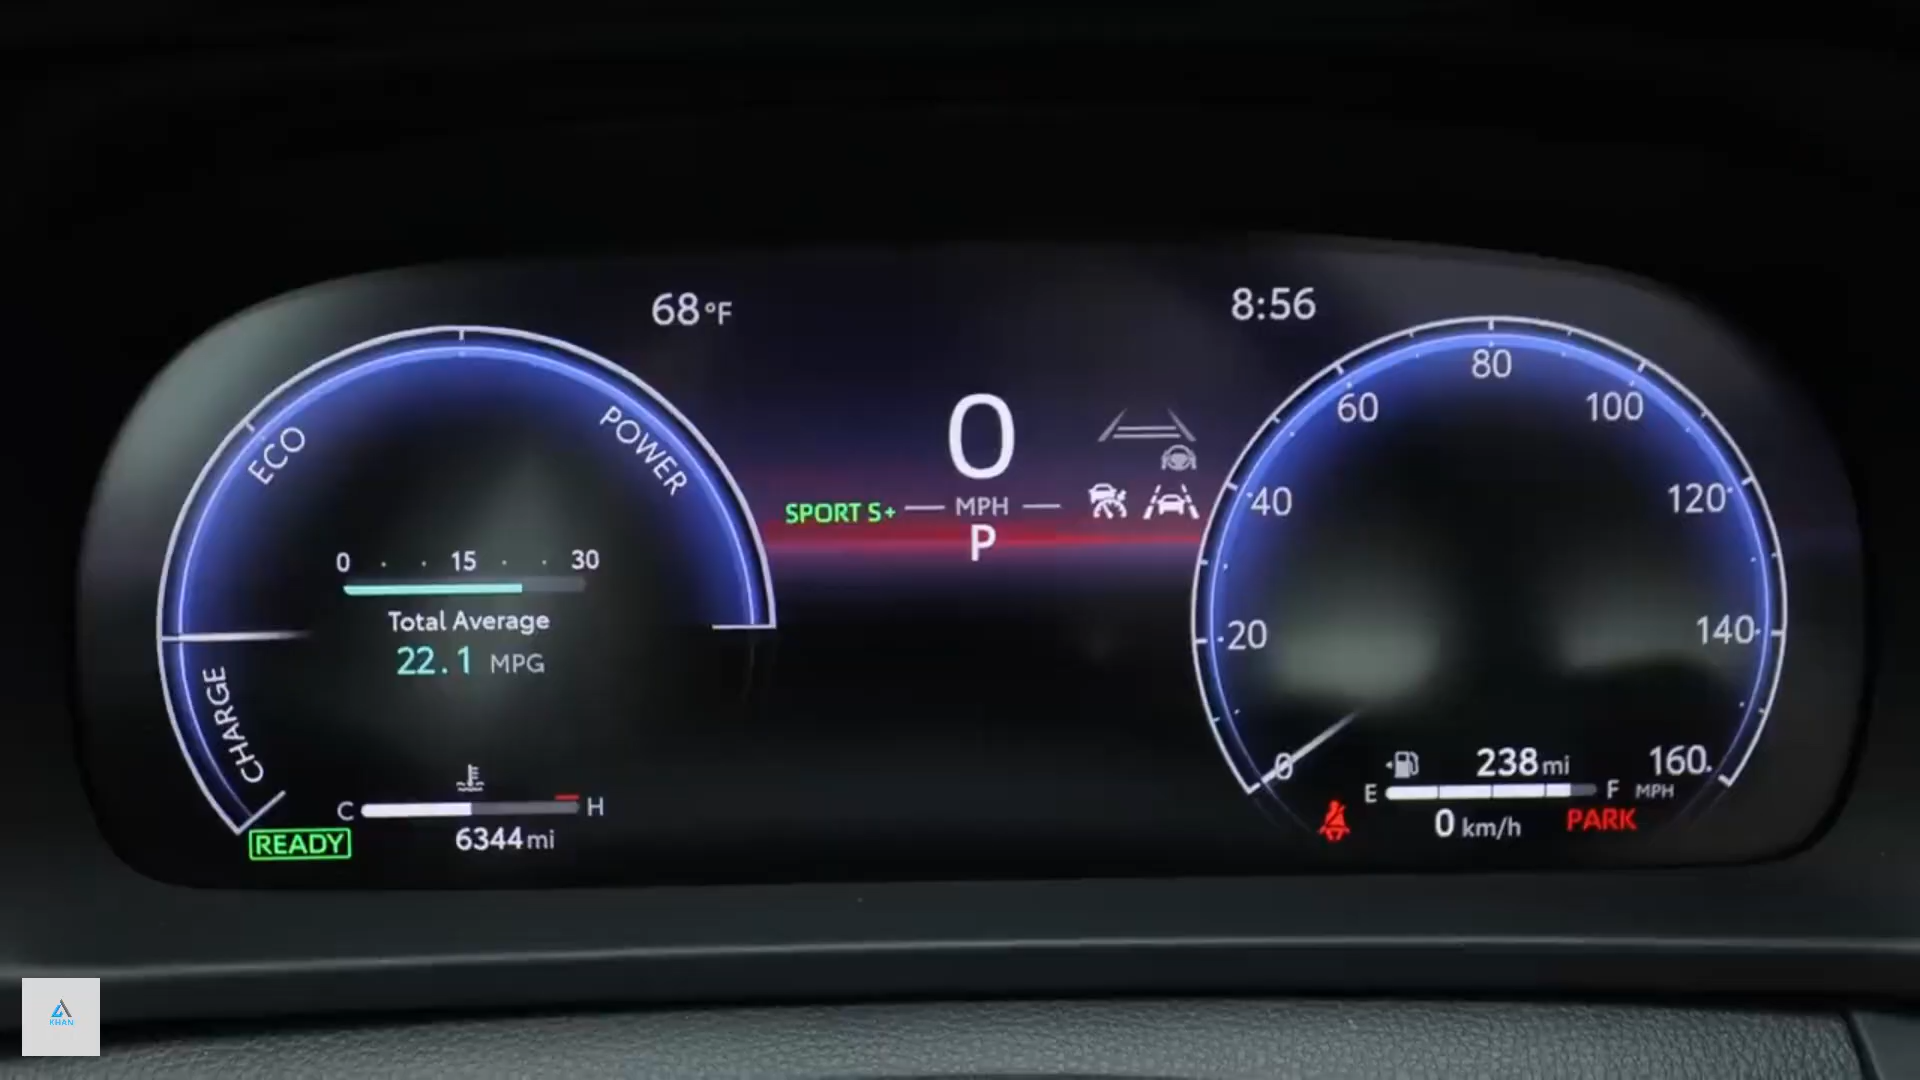 68°F
8:56
ECO
POWER
CHARGE
0 15 30
Total Average
22.1 MPG
C H
6344 mi
READY
0
MPH
SPORT S+
P
0 20 40 60 80 100 120 140 160
MPH
238 mi
E F
0 km/h
PARK
KHAN